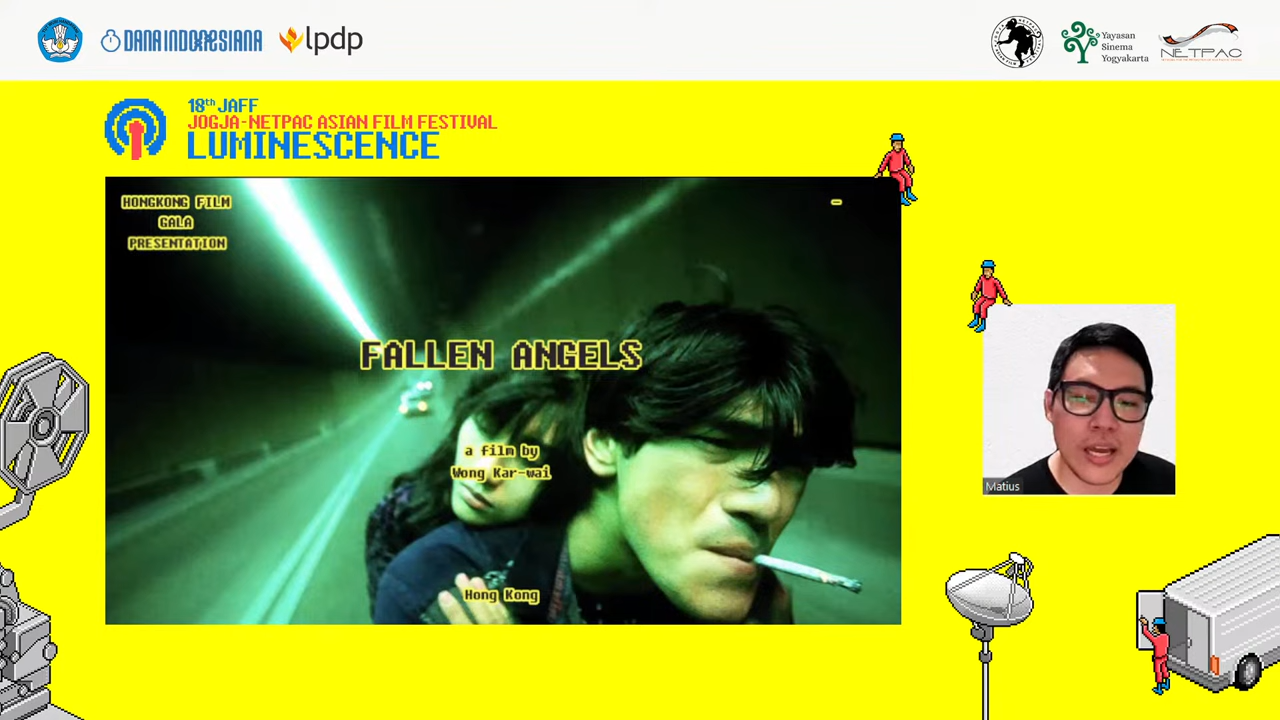 DANA INDONESIANA
lpdp
Yayasan
Sinema
Yogyakarta
NETPAC
18th JAFF
JOGJA-NETPAC ASIAN FILM FESTIVAL
LUMINESCENCE
HONGKONG FILM
GALA
PRESENTATION
FALLEN ANGELS
a film by
Wong Kar-wai
Hong Kong
Matius